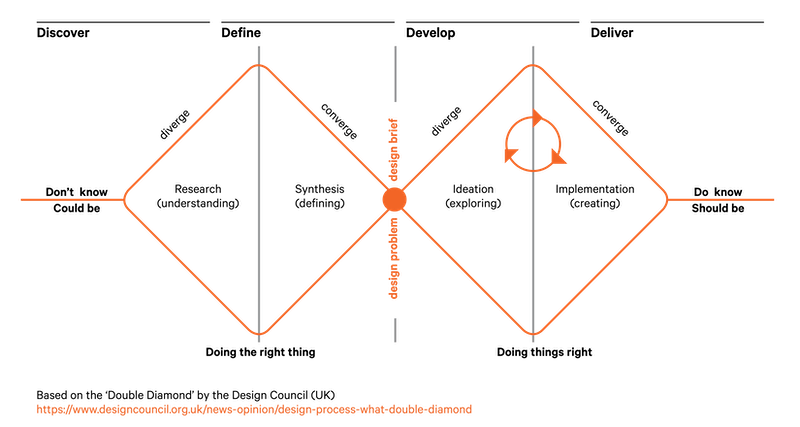 Discover
Define
Develop
Deliver
diverge
converge
diverge
converge
design brief
design problem
Don't know
Could be
Research
(understanding)
Synthesis
(defining)
Ideation
(exploring)
Implementation
(creating)
Do know
Should be
Doing the right thing
Doing things right
Based on the ‘Double Diamond’ by the Design Council (UK)
https://www.designcouncil.org.uk/news-opinion/design-process-what-double-diamond